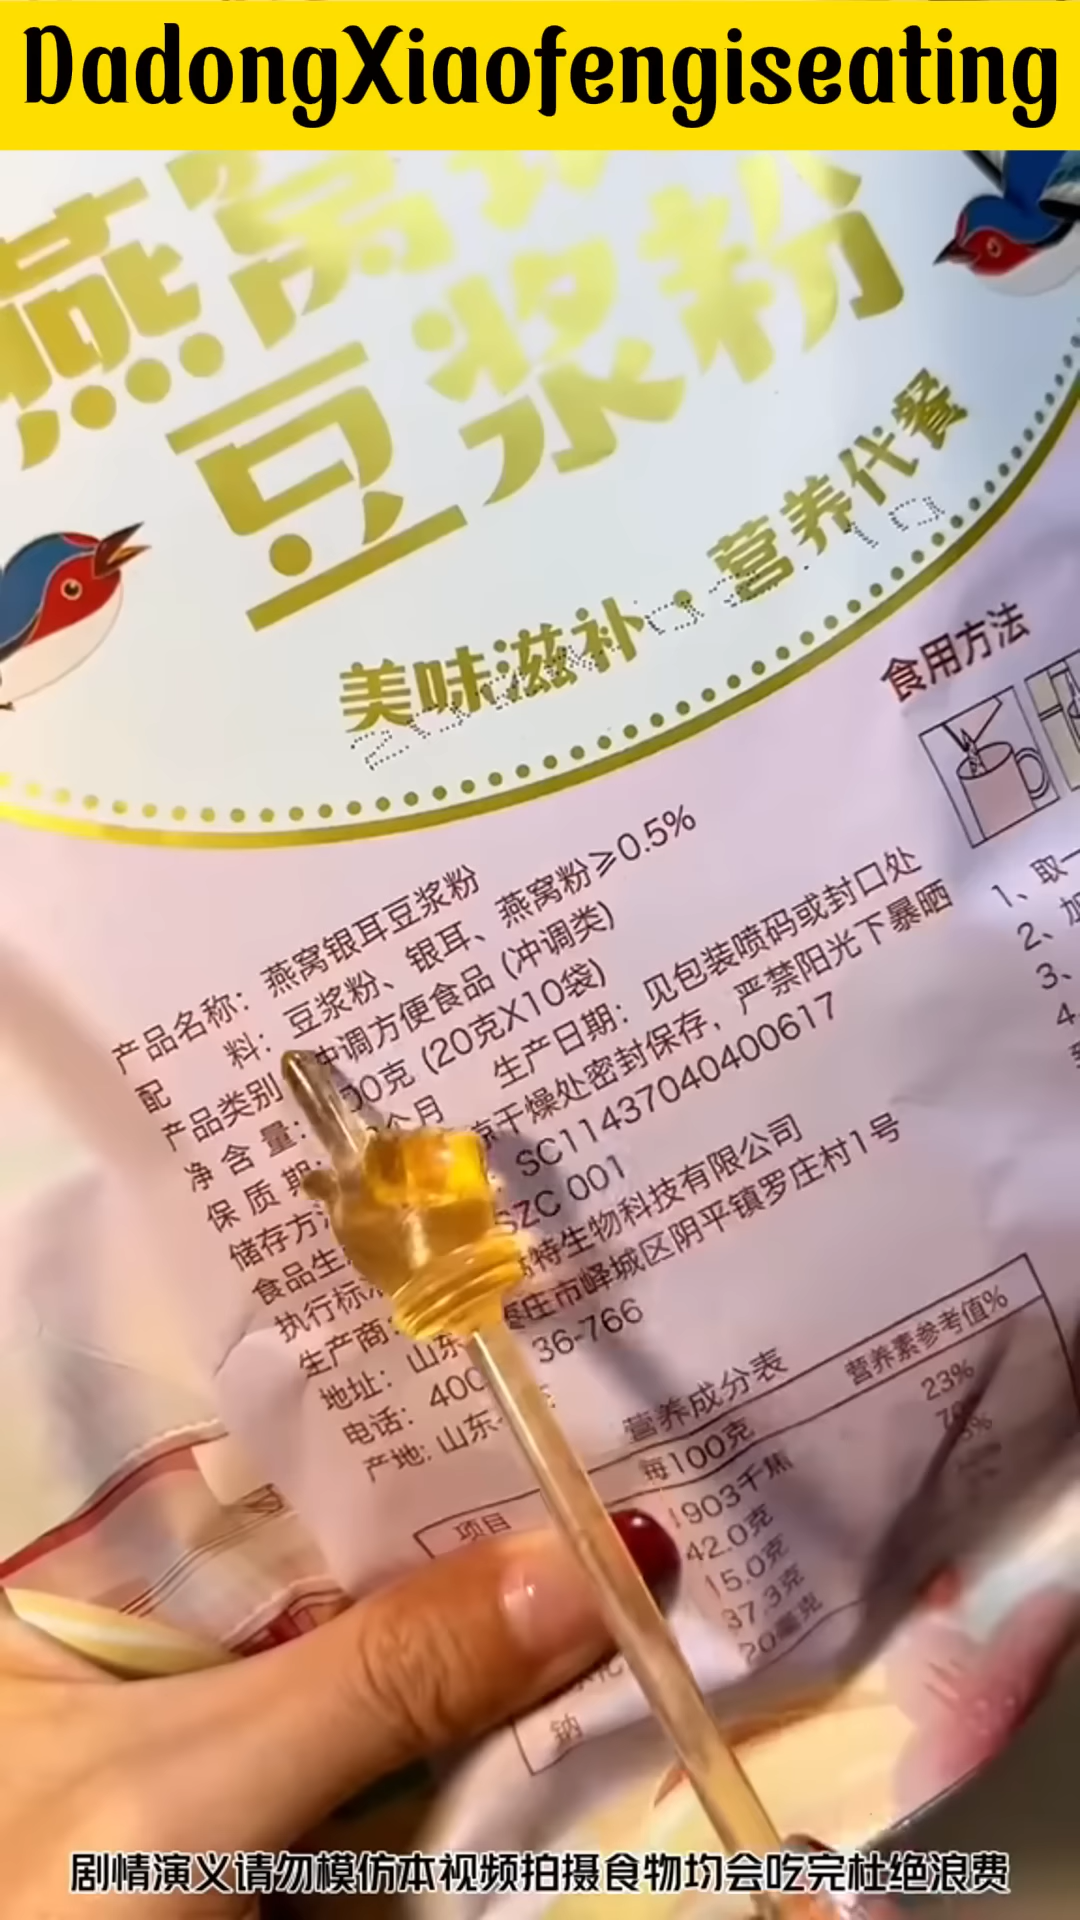 DadongXiaofengiseating
燕窝
豆浆粉
美味滋补·营养代餐
食用方法
产品名称：燕窝银耳豆浆粉
配 料：豆浆粉、银耳、燕窝粉≥0.5%
产品类别 冲调方便食品（冲调类）
净含量： 00克（20克X10袋）
保质期： 个月 生产日期：见包装喷码或封口处
储存方 干燥处密封保存，严禁阳光下暴晒
食品生 SC11437040400617
执行标 SZC 001
生产商： 特生物科技有限公司
地址：山东 枣庄市峄城区阴平镇罗庄村1号
电话：400 36-766
产地：山东
1、取一
2、加
3、
4、
营养成分表
项目 每100克 营养素参考值%
1903千焦 23%
42.0克
15.0克
37.3克
20毫克
钠
剧情演义请勿模仿本视频拍摄食物均会吃完杜绝浪费